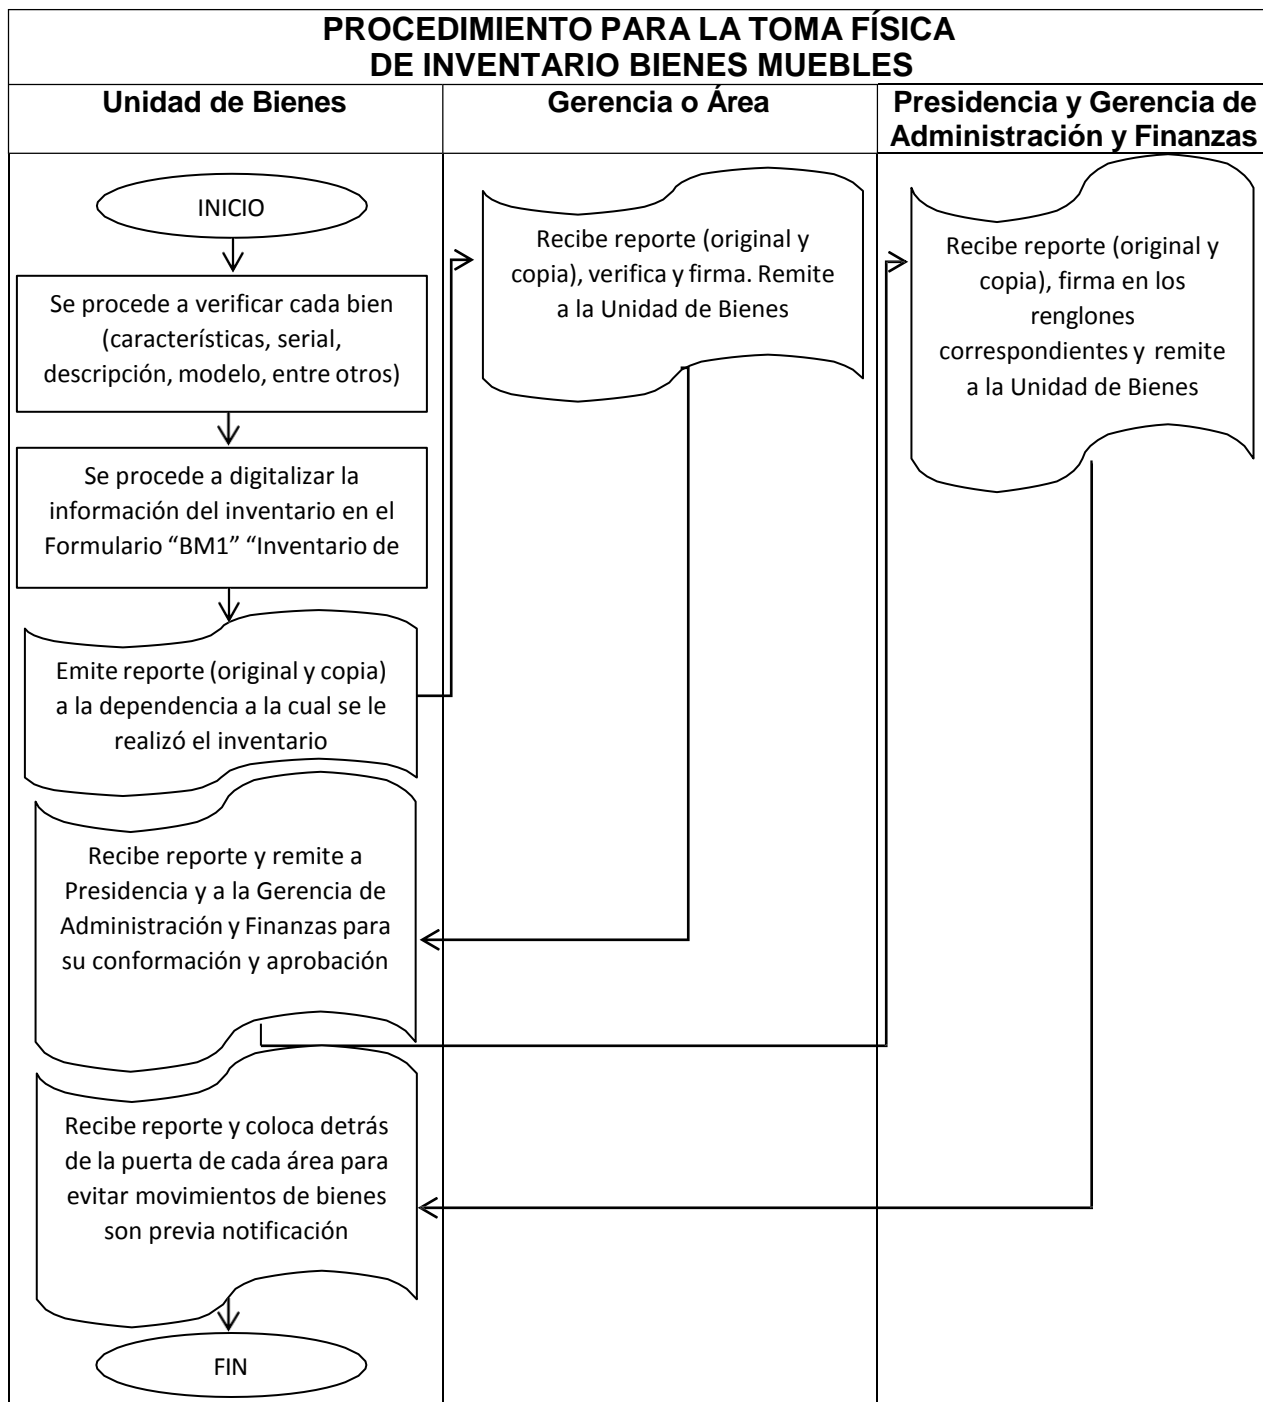 PROCEDIMIENTO PARA LA TOMA FÍSICA
DE INVENTARIO BIENES MUEBLES
Unidad de Bienes
Gerencia o Área
Presidencia y Gerencia de
Administración y Finanzas
INICIO
Se procede a verificar cada bien
(características, serial,
descripción, modelo, entre otros)
Se procede a digitalizar la
información del inventario en el
Formulario “BM1” “Inventario de
Emite reporte (original y copia)
a la dependencia a la cual se le
realizó el inventario
Recibe reporte (original y
copia), verifica y firma. Remite
a la Unidad de Bienes
Recibe reporte y remite a
Presidencia y a la Gerencia de
Administración y Finanzas para
su conformación y aprobación
Recibe reporte (original y
copia), firma en los
renglones
correspondientes y remite
a la Unidad de Bienes
Recibe reporte y coloca detrás
de la puerta de cada área para
evitar movimientos de bienes
son previa notificación
FIN